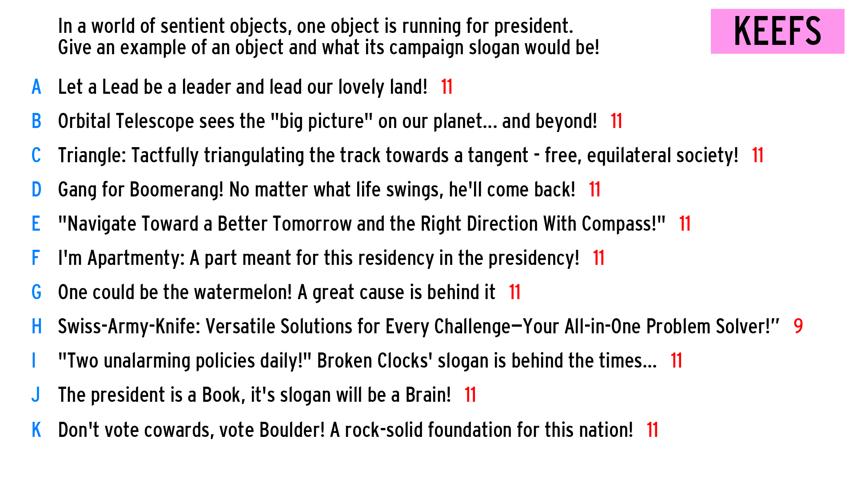 In a world of sentient objects, one object is running for president.
Give an example of an object and what its campaign slogan would be!
KEEFS
A Let a Lead be a leader and lead our lovely land! 11
B Orbital Telescope sees the "big picture" on our planet... and beyond! 11
C Triangle: Tactfully triangulating the track towards a tangent - free, equilateral society! 11
D Gang for Boomerang! No matter what life swings, he'll come back! 11
E "Navigate Toward a Better Tomorrow and the Right Direction With Compass!" 11
F I'm Apartmenty: A part meant for this residency in the presidency! 11
G One could be the watermelon! A great cause is behind it 11
H Swiss-Army-Knife: Versatile Solutions for Every Challenge—Your All-in-One Problem Solver!” 9
I "Two unalarming policies daily!" Broken Clocks' slogan is behind the times... 11
J The president is a Book, it's slogan will be a Brain! 11
K Don't vote cowards, vote Boulder! A rock-solid foundation for this nation! 11